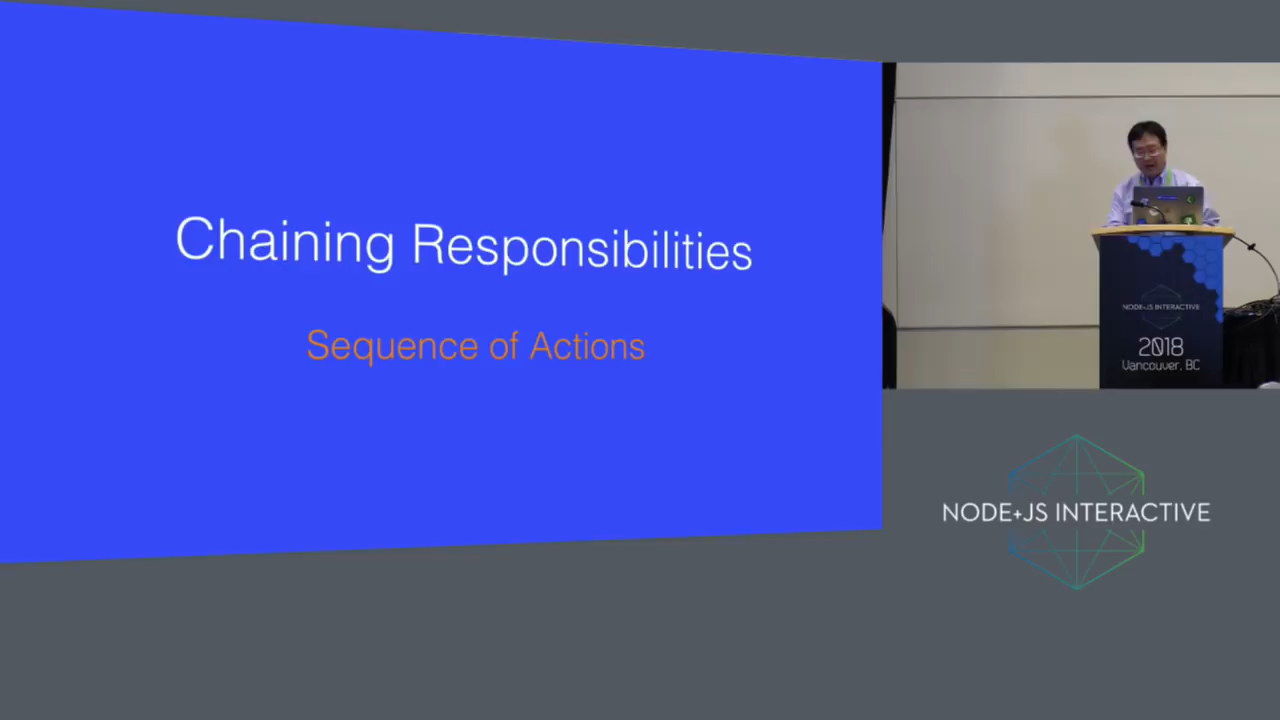 Chaining Responsibilities
Sequence of Actions
NODE+JS INTERACTIVE
2018
Vancouver, BC
NODE+JS INTERACTIVE